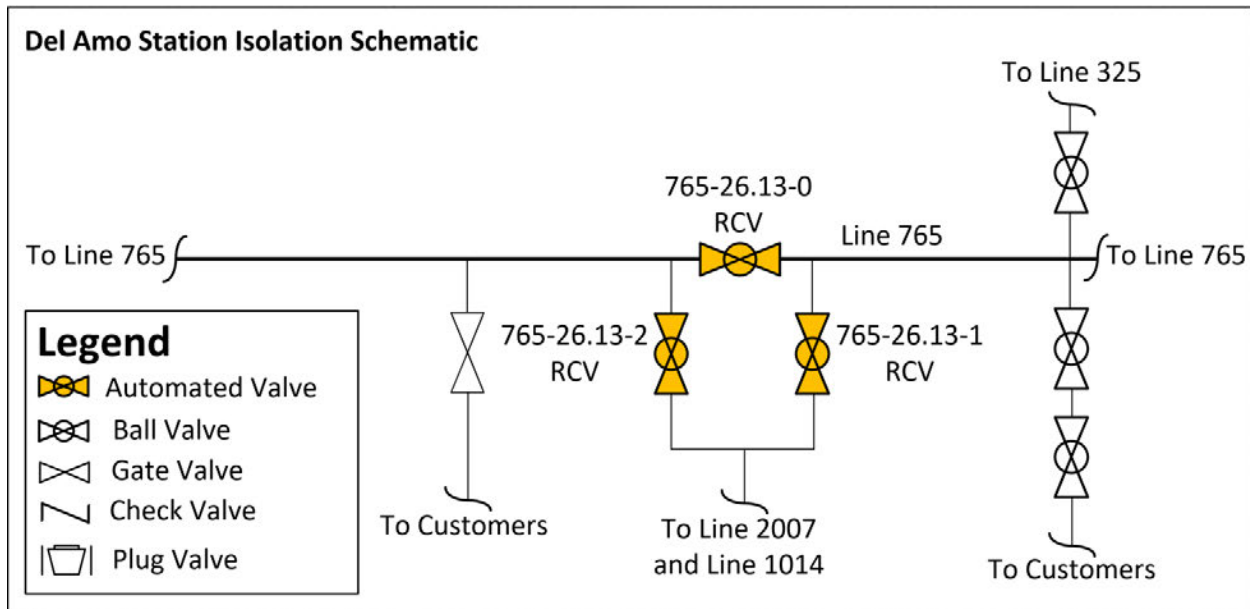 Del Amo Station Isolation Schematic
To Line 325
765-26.13-0
RCV
Line 765
To Line 765
To Line 765
765-26.13-2
RCV
765-26.13-1
RCV
Legend
Automated Valve
Ball Valve
Gate Valve
Check Valve
Plug Valve
To Customers
To Line 2007
and Line 1014
To Customers